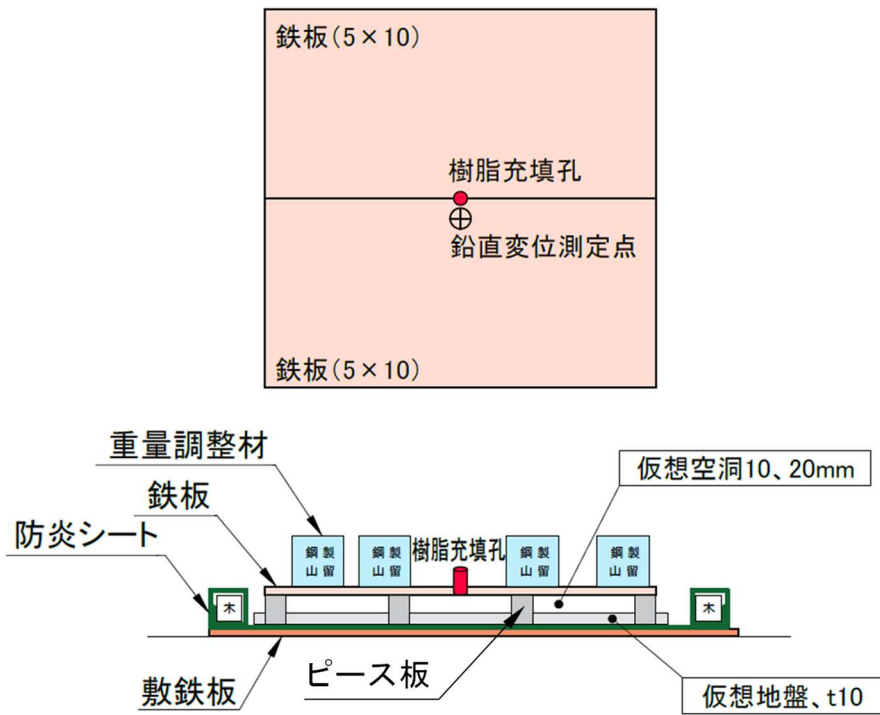 鉄板(5×10)
樹脂充填孔
鉛直変位測定点
鉄板(5×10)
重量調整材
仮想空洞10、20mm
鉄板
防炎シート
鋼製
山留
鋼製
山留
樹脂充填孔
鋼製
山留
鋼製
山留
木
木
敷鉄板
ピース板
仮想地盤、t10